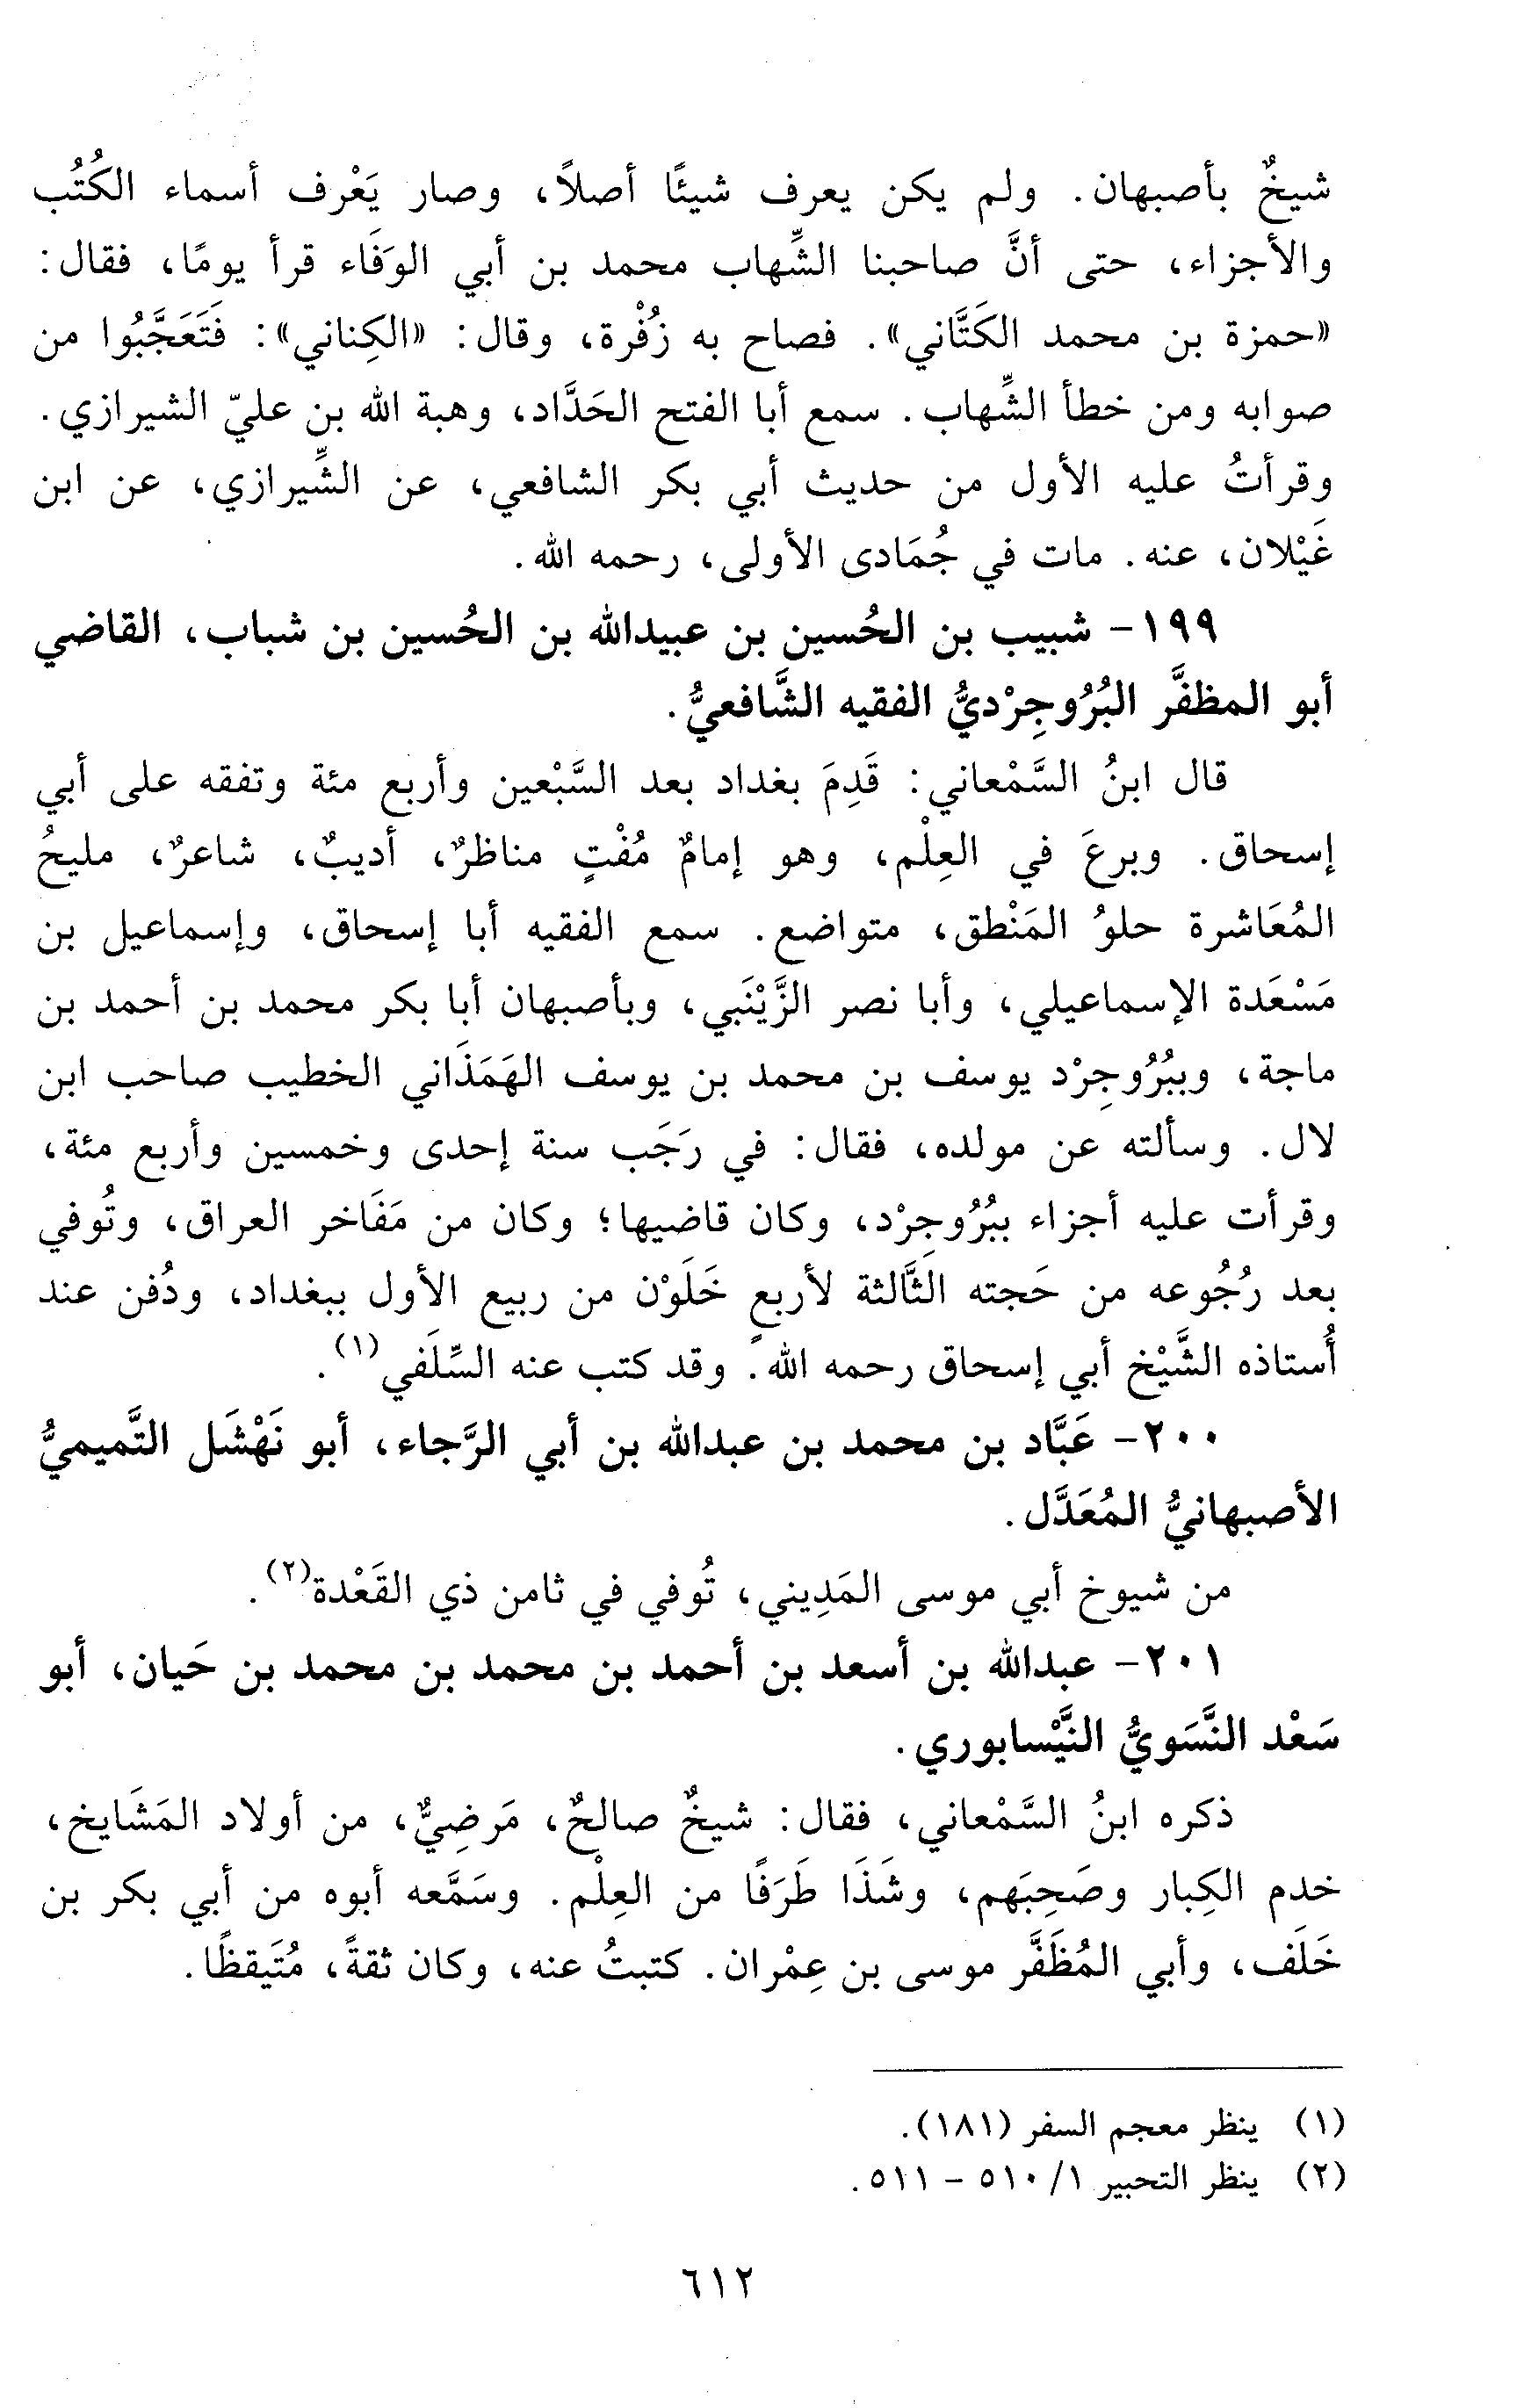 شيخٌ بأصبهان. ولم يكن يعرف شيئًا أصلاً، وصار يَعْرف أسماء الكُتُب
والأجزاء، حتى أنَّ صاحبنا الشِّهاب محمد بن أبي الوَفَاء قرأ يومًا، فقال:
«حمزة بن محمد الكَتَّاني». فصاح به زُفْرة، وقال: «الكِناني»: فَتَعَجَّبُوا من
صوابه ومن خطأ الشِّهاب. سمع أبا الفتح الحَدَّاد، وهبة الله بن عليّ الشيرازي.
وقرأتُ عليه الأول من حديث أبي بكر الشافعي، عن الشِّيرازي، عن ابن
غَيْلان، عنه. مات في جُمَادى الأولى، رحمه الله.
١٩٩- شبيب بن الحُسين بن عبيدالله بن الحُسين بن شباب، القاضي
أبو المظفَّر البُرُوجِرْديُّ الفقيه الشَّافعيُّ.
قال ابنُ السَّمْعاني: قَدِمَ بغداد بعد السَّبْعين وأربع مئة وتفقه على أبي
إسحاق. وبرعَ في العِلْم، وهو إمامٌ مُفْتٍ مناظرٌ، أديبٌ، شاعرٌ، مليحُ
المُعَاشرة حلوُ المَنْطق، متواضع. سمع الفقيه أبا إسحاق، وإسماعيل بن
مَسْعَدة الإسماعيلي، وأبا نصر الزَّيْنَبي، وبأصبهان أبا بكر محمد بن أحمد بن
ماجة، وببُرُوجِرْد يوسف بن محمد بن يوسف الهَمَذَاني الخطيب صاحب ابن
لال. وسألته عن مولده، فقال: في رَجَب سنة إحدى وخمسين وأربع مئة،
وقرأت عليه أجزاء ببُرُوجِرْد، وكان قاضيها؛ وكان من مَفَاخر العراق، وتُوفي
بعد رُجُوعه من حَجته الثَّالثة لأربعٍ خَلَوْن من ربيع الأول ببغداد، ودُفن عند
أُستاذه الشَّيْخ أبي إسحاق رحمه الله. وقد كتب عنه السِّلَفي(١).
٢٠٠- عَبَّاد بن محمد بن عبدالله بن أبي الرَّجاء، أبو نَهْشَل التَّميميُّ
الأصبهانيُّ المُعَدَّل.
من شيوخ أبي موسى المَدِيني، تُوفي في ثامن ذي القَعْدة(٢).
٢٠١- عبدالله بن أسعد بن أحمد بن محمد بن محمد بن حَيان، أبو
سَعْد النَّسَويُّ النَّيْسابوري.
ذكره ابنُ السَّمْعاني، فقال: شيخٌ صالحٌ، مَرضِيٌّ، من أولاد المَشَايخ،
خدم الكِبار وصَحِبَهم، وشَذَا طَرَفًا من العِلْم. وسَمَّعه أبوه من أبي بكر بن
خَلَف، وأبي المُظَفَّر موسى بن عِمْران. كتبتُ عنه، وكان ثقةً، مُتَيقظًا.
(١) ينظر معجم السفر (١٨١).
(٢) ينظر التحبير ١/ ٥١٠ - ٥١١.
٦١٢